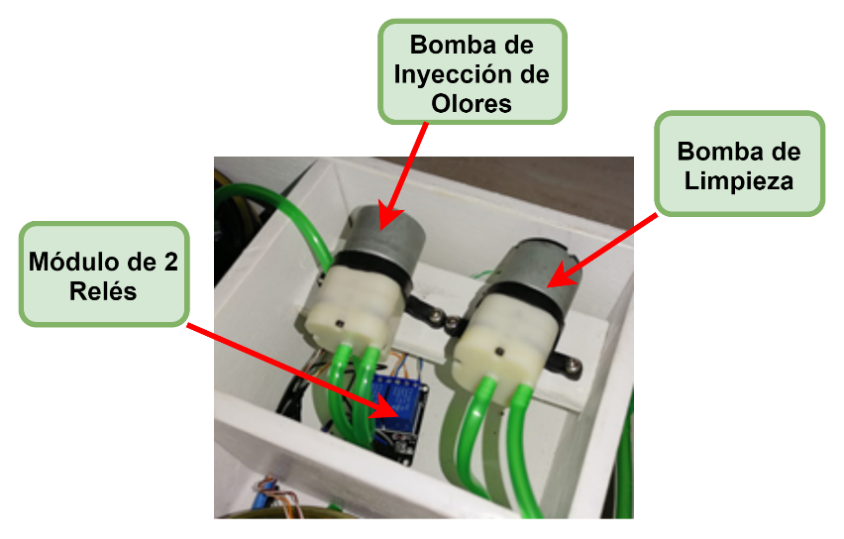 Bomba de
Inyección de
Olores
Bomba de
Limpieza
Módulo de 2
Relés